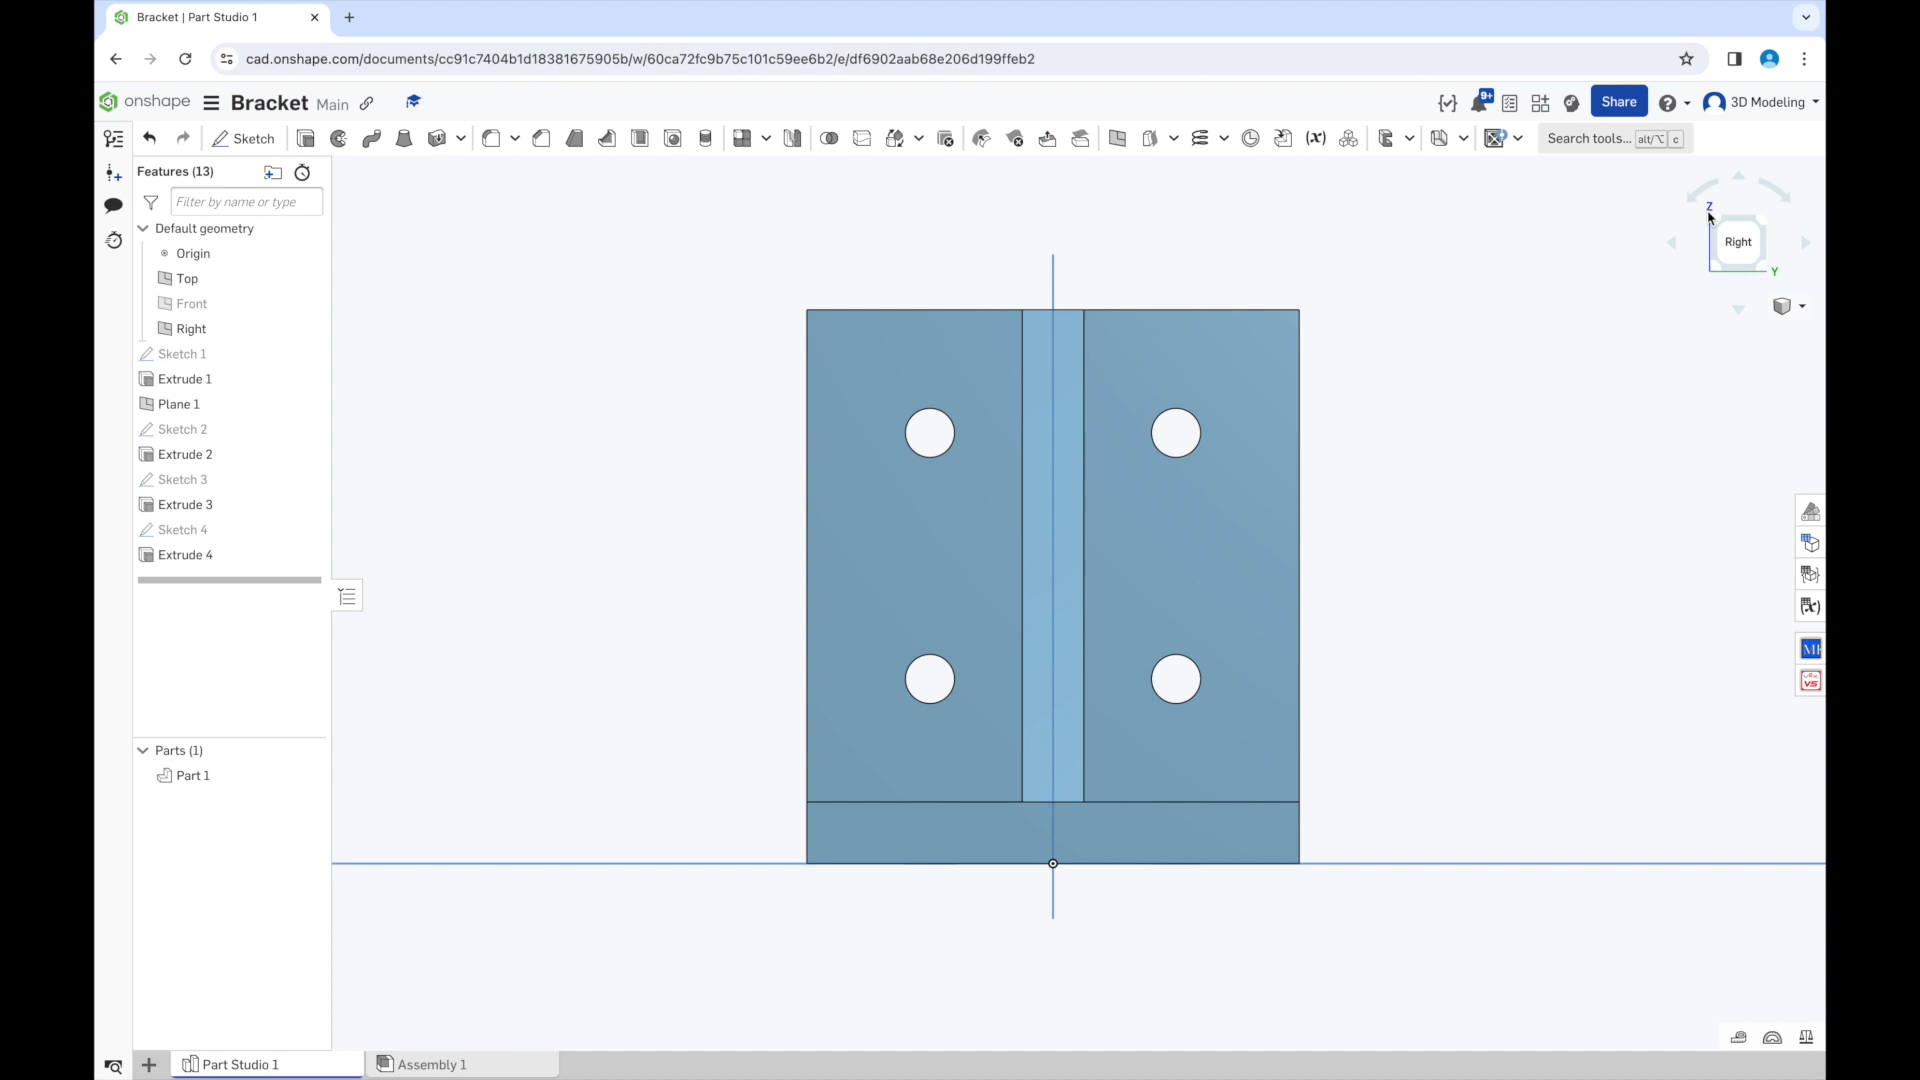 Bracket | Part Studio 1
cad.onshape.com/documents/cc91c7404b1d18381675905b/w/60ca72fc9b75c101c59ee6b2/e/df6902aab68e206d199ffeb2
onshape Bracket Main 9+ Share 3D Modeling
Sketch (x) Search tools... alt/⌥ c
Features (13)
Filter by name or type
Default geometry
Origin
Top
Front
Right
Sketch 1
Extrude 1
Plane 1
Sketch 2
Extrude 2
Sketch 3
Extrude 3
Sketch 4
Extrude 4
Parts (1)
Part 1
Z
Right
Y
(x)
V5
Part Studio 1
Assembly 1